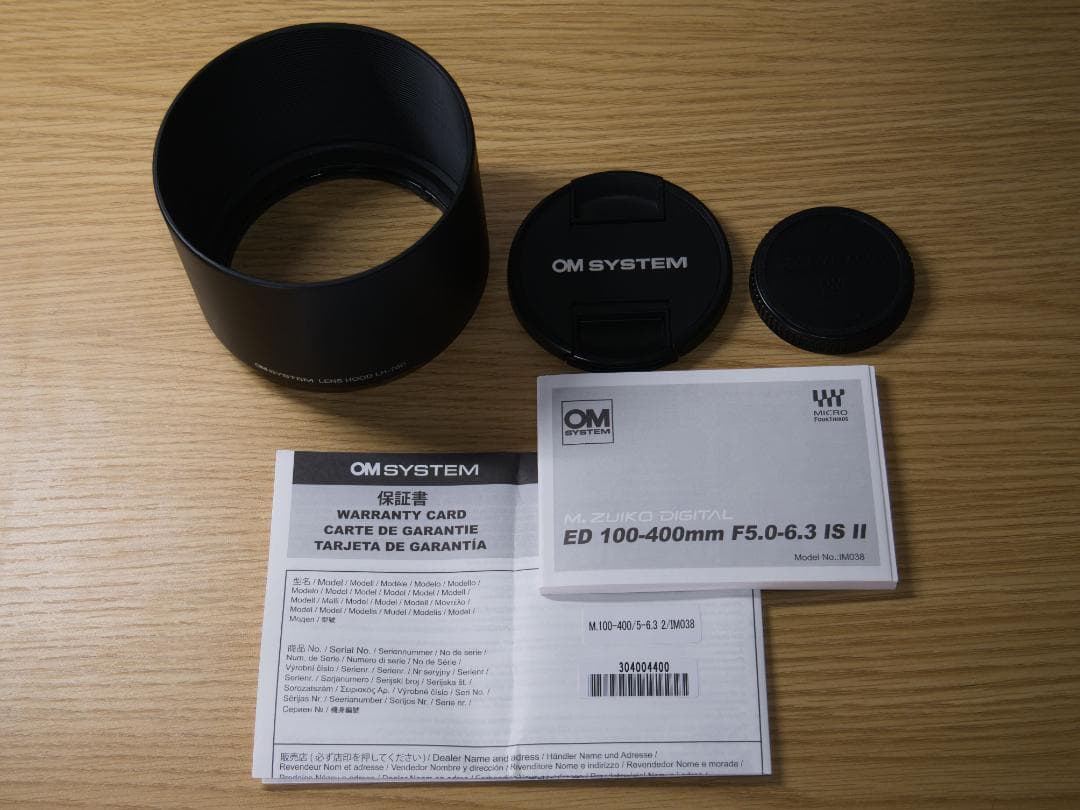 OM SYSTEM LENS HOOD LH-76D
OM SYSTEM
OM
SYSTEM
MICRO
FOURTHIRDS
M.ZUIKO DIGITAL
ED 100-400mm F5.0-6.3 IS II
Model No.:IM038
OM SYSTEM
保証書
WARRANTY CARD
CARTE DE GARANTIE
TARJETA DE GARANTÍA
型名 / Model / Modell / Modèle / Modelo / Modello /
Modelo / Model / Model / Model / Model / Modell /
Modell / Malli / Model / Model / Modell / Μοντέλο /
Model / Model / Modelis / Mudel / Modelis / Model /
Модел / 型號
M.100-400/5-6.3 2/IM038
商品 No. / Serial No. / Seriennummer / No de serie /
Num. de Serie / Numero di serie / No de Série /
Výrobní číslo / Serienr. / Serienr. / Nr seryjny / Serienr /
Serienr. / Sarjanumero / Serijski broj / Serijska št. /
Sorozatszám / Σειριακός Αρ. / Výrobné číslo / Seri No. /
Sērijas Nr. / Seerianumber / Serijos Nr. / Serie nr. /
Сериен № / 機身編號
304004400
販売店 ( 必ず店印を押してください ) / Dealer Name and adress / Händler Name und Adresse /
Revendeur Nom et adresse / Vendedor Nombre y dirección / Rivenditore Nome e indirizzo / Revendedor Nome e morada /